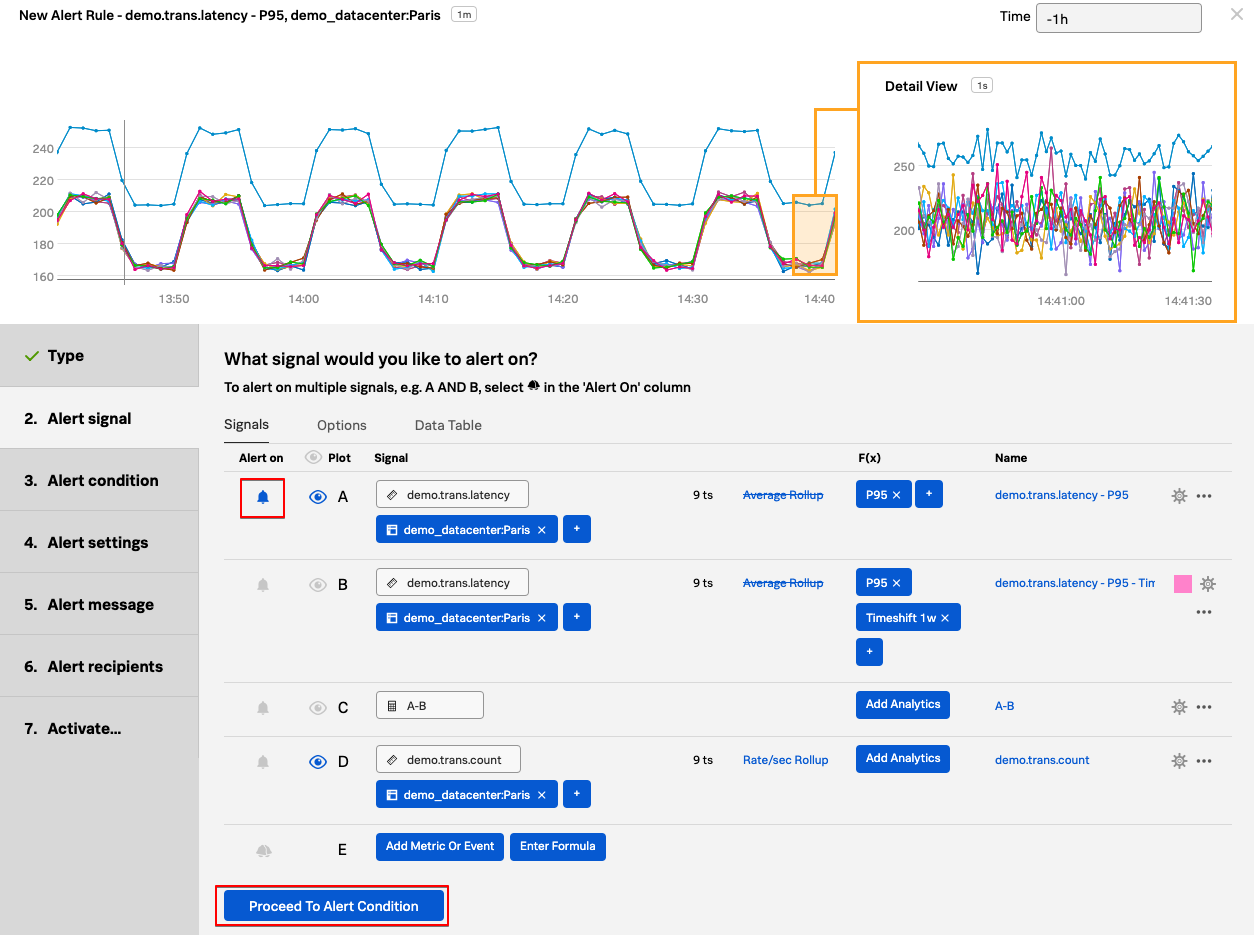 New Alert Rule - demo.trans.latency - P95, demo_datacenter:Paris 1m
Time -1h
Detail View 1s
240
220
200
180
160
13:50 14:00 14:10 14:20 14:30 14:40
250
200
14:41:00 14:41:30
Type
2. Alert signal
3. Alert condition
4. Alert settings
5. Alert message
6. Alert recipients
7. Activate...
What signal would you like to alert on?
To alert on multiple signals, e.g. A AND B, select in the 'Alert On' column
Signals Options Data Table
Alert on Plot Signal F(x) Name
A demo.trans.latency 9 ts Average Rollup P95 × + demo.trans.latency - P95
demo_datacenter:Paris × +
B demo.trans.latency 9 ts Average Rollup P95 × demo.trans.latency - P95 - Tim
demo_datacenter:Paris × + Timeshift 1w ×
+
C A-B Add Analytics A-B
D demo.trans.count 9 ts Rate/sec Rollup Add Analytics demo.trans.count
demo_datacenter:Paris × +
E Add Metric Or Event Enter Formula
Proceed To Alert Condition